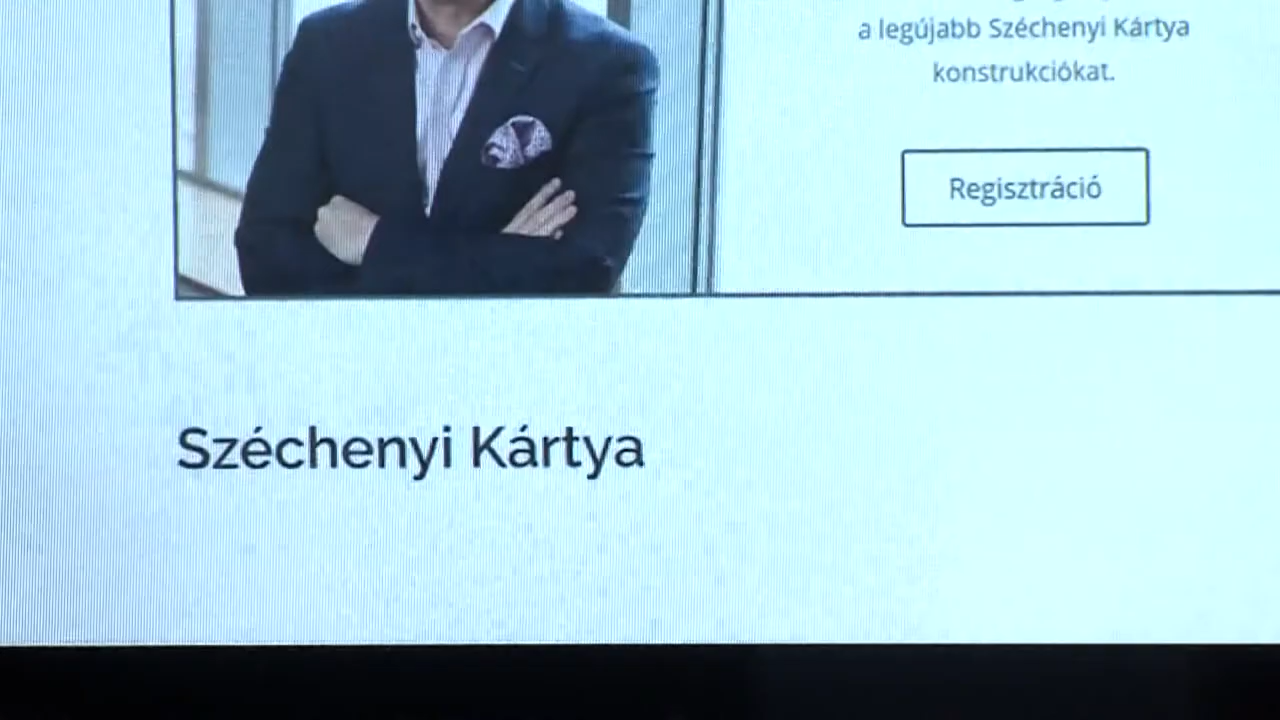 a legújabb Széchenyi Kártya
konstrukciókat.
Regisztráció
Széchenyi Kártya